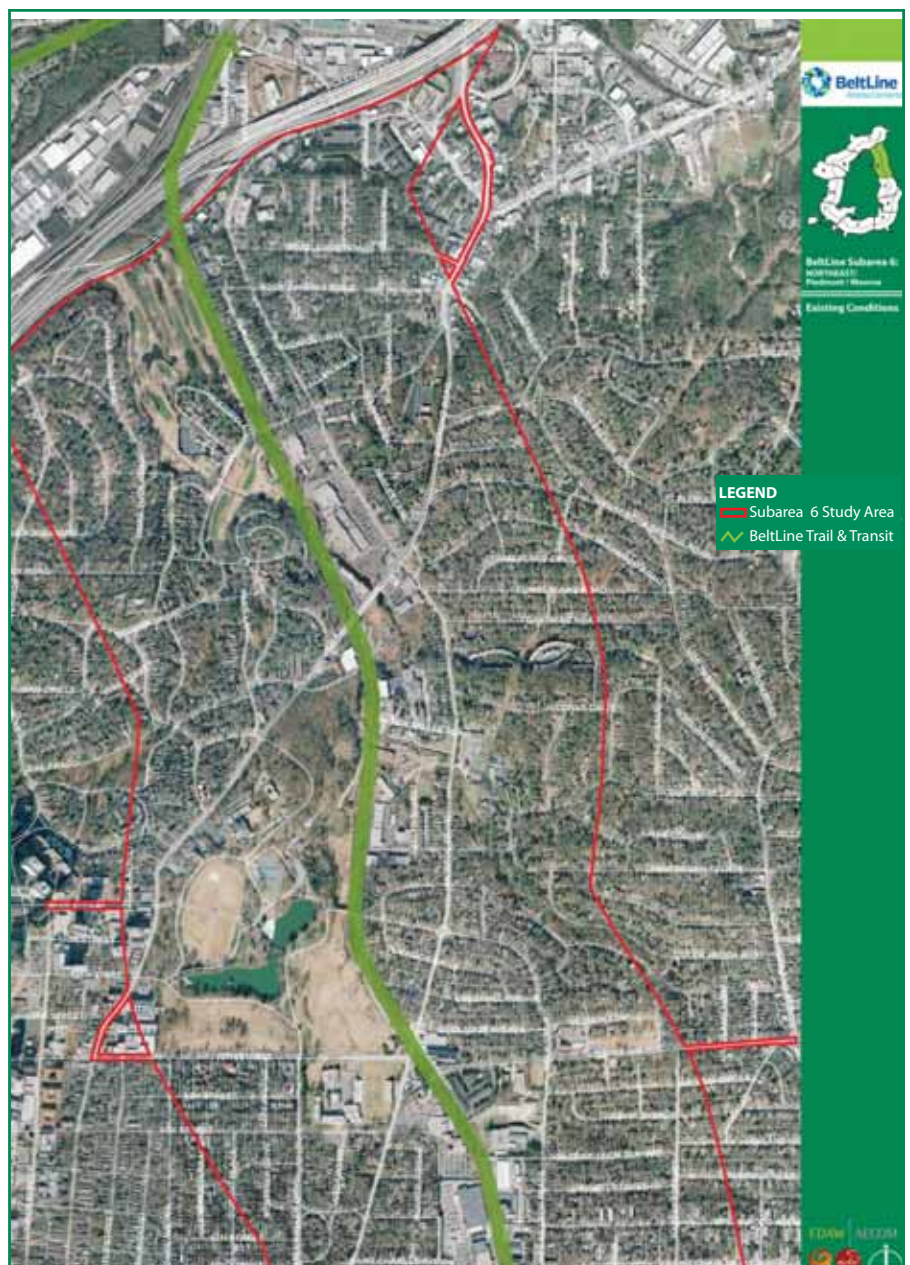 BeltLine
BeltLine Subarea 6:
NORTHEAST:
Piedmont / Monroe
Existing Conditions
LEGEND
Subarea 6 Study Area
BeltLine Trail & Transit
EDAW | AECOM